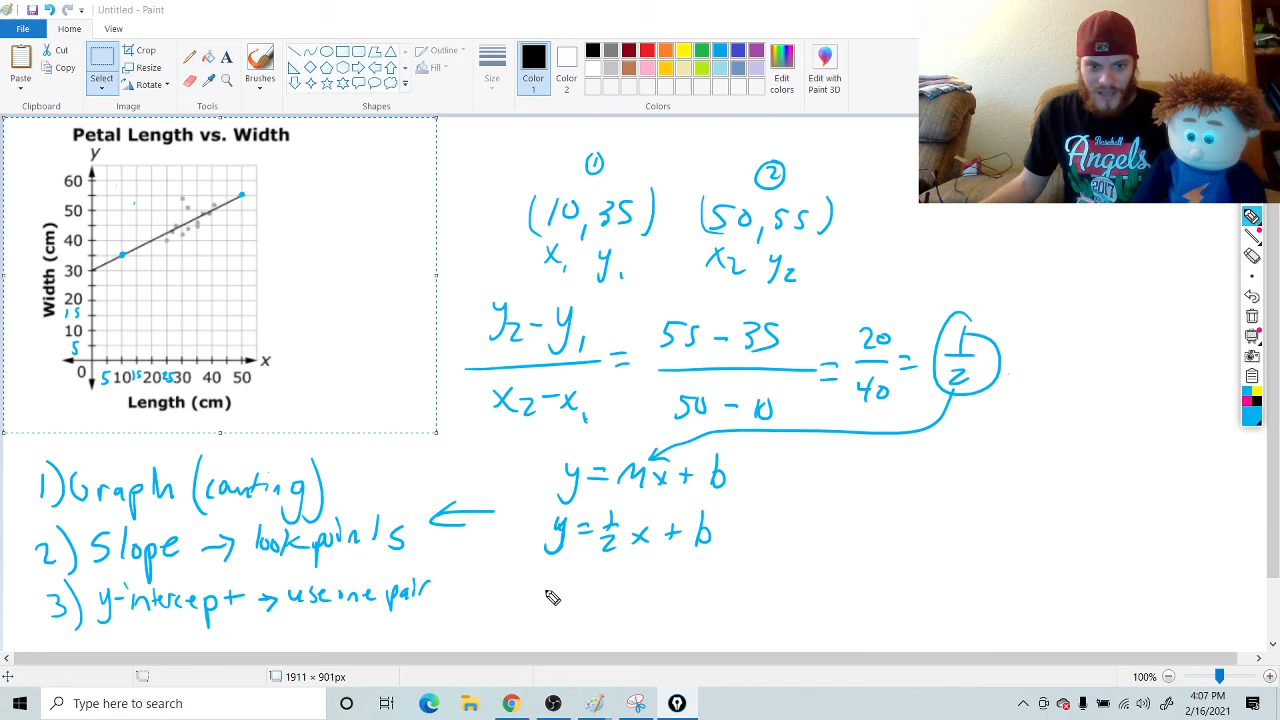 Untitled - Paint
File Home View
Paste
Cut
Copy
Clipboard
Select
Crop
Resize
Rotate
Image
Tools
Brushes
Shapes
Outline
Fill
Size
Color 1
Color 2
Colors
Edit colors
Edit with Paint 3D
Baseball
Angels
2017
Petal Length vs. Width
y
60
50
40
30
20
15
10
5
0
5 10 15 20 25 30 40 50
x
Width (cm)
Length (cm)
① ②
(10,35) (50,55)
x₁ y₁ x₂ y₂
y₂ - y₁ / x₂ - x₁ = 55 - 35 / 50 - 10 = 20/40 = 1/2
y = Mx + b
y = 1/2 x + b
1) Graph (counting)
2) Slope → look points
3) y-intercept → use one pair
100%
1911 × 901px
Type here to search
4:07 PM
2/16/2021